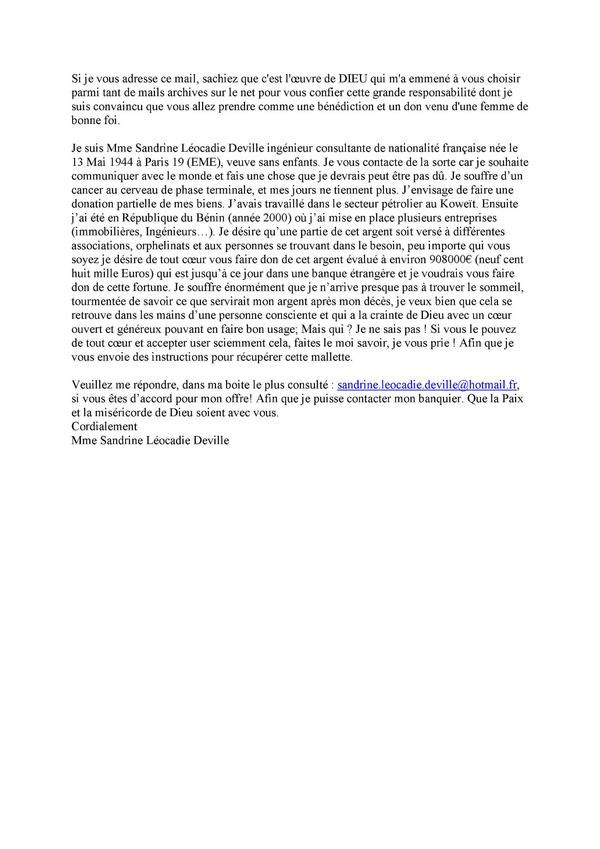 Si je vous adresse ce mail, sachiez que c'est l'œuvre de DIEU qui m'a emmené à vous choisir
parmi tant de mails archives sur le net pour vous confier cette grande responsabilité dont je
suis convaincu que vous allez prendre comme une bénédiction et un don venu d'une femme de
bonne foi.
Je suis Mme Sandrine Léocadie Deville ingénieur consultante de nationalité française née le
13 Mai 1944 à Paris 19 (EME), veuve sans enfants. Je vous contacte de la sorte car je souhaite
communiquer avec le monde et fais une chose que je devrais peut être pas dû. Je souffre d’un
cancer au cerveau de phase terminale, et mes jours ne tiennent plus. J’envisage de faire une
donation partielle de mes biens. J’avais travaillé dans le secteur pétrolier au Koweït. Ensuite
j’ai été en République du Bénin (année 2000) où j’ai mise en place plusieurs entreprises
(immobilières, Ingénieurs…). Je désire qu’une partie de cet argent soit versé à différentes
associations, orphelinats et aux personnes se trouvant dans le besoin, peu importe qui vous
soyez je désire de tout cœur vous faire don de cet argent évalué à environ 908000€ (neuf cent
huit mille Euros) qui est jusqu’à ce jour dans une banque étrangère et je voudrais vous faire
don de cette fortune. Je souffre énormément que je n’arrive presque pas à trouver le sommeil,
tourmentée de savoir ce que servirait mon argent après mon décès, je veux bien que cela se
retrouve dans les mains d’une personne consciente et qui a la crainte de Dieu avec un cœur
ouvert et généreux pouvant en faire bon usage; Mais qui ? Je ne sais pas ! Si vous le pouvez
de tout cœur et accepter user sciemment cela, faites le moi savoir, je vous prie ! Afin que je
vous envoie des instructions pour récupérer cette mallette.
Veuillez me répondre, dans ma boite le plus consulté : sandrine.leocadie.deville@hotmail.fr,
si vous êtes d’accord pour mon offre! Afin que je puisse contacter mon banquier. Que la Paix
et la miséricorde de Dieu soient avec vous.
Cordialement
Mme Sandrine Léocadie Deville